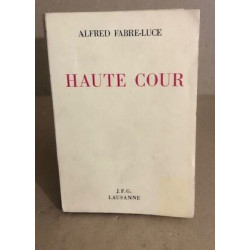 ALFRED FABRE-LUCE
HAUTE COUR
J.F.G.
LAUSANNE